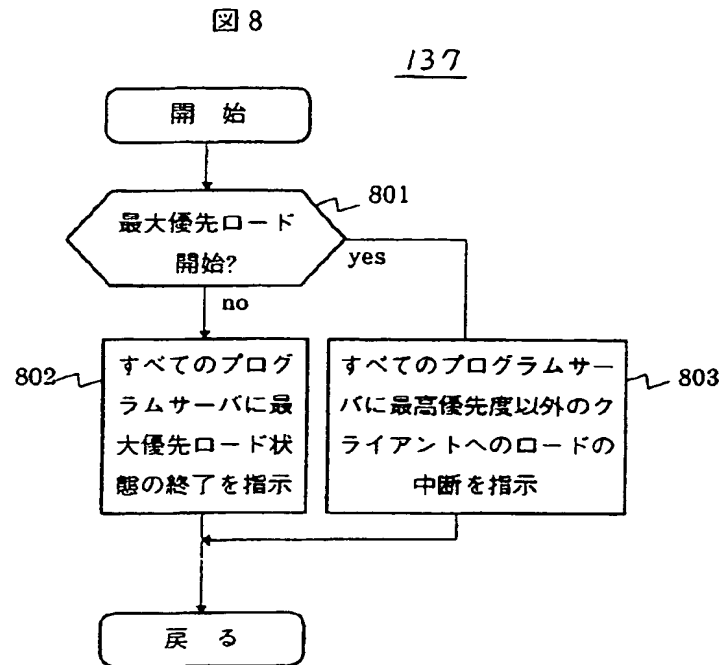 図 8
137
開 始
801
最大優先ロード
開始?
yes
no
802
すべてのプログ
ラムサーバに最
大優先ロード状
態の終了を指示
すべてのプログラムサー
バに最高優先度以外のク
ライアントへのロードの
中断を指示
803
戻 る